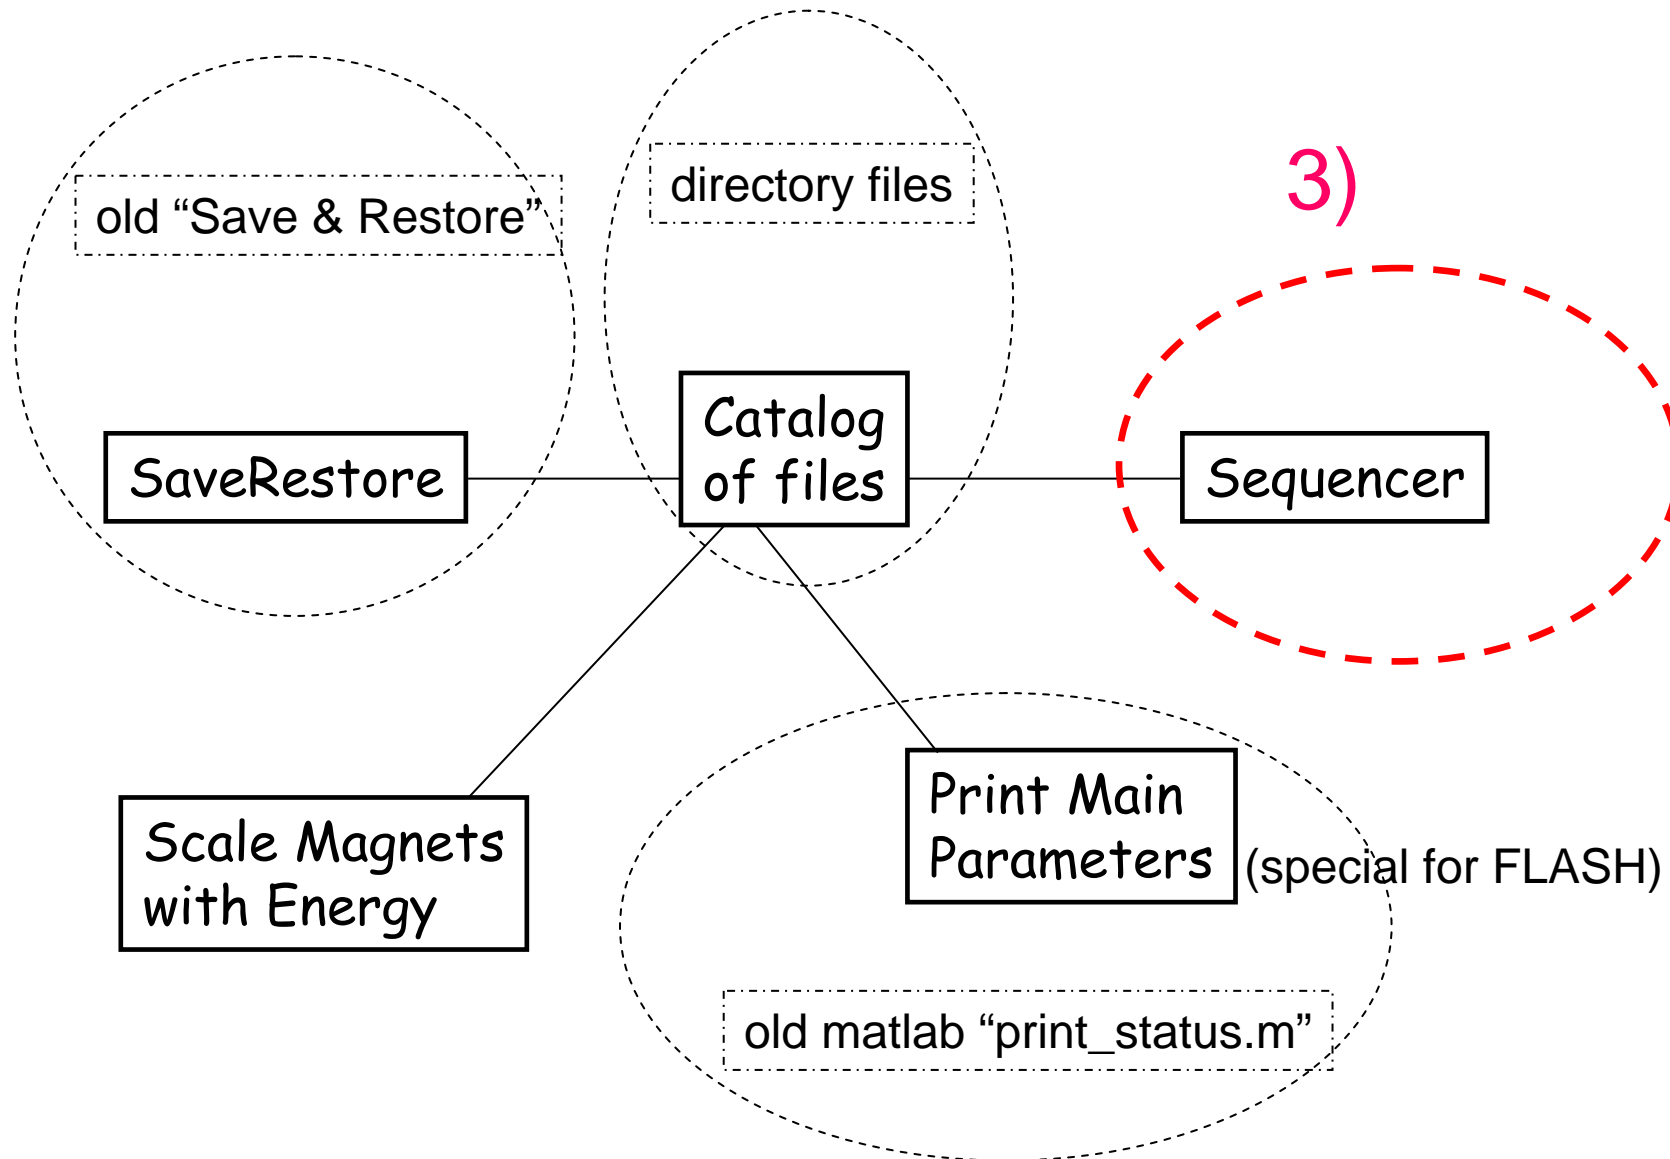 directory files
3)
old “Save & Restore”
Catalog
of files
SaveRestore
Sequencer
Print Main
Parameters
(special for FLASH)
Scale Magnets
with Energy
old matlab “print_status.m”